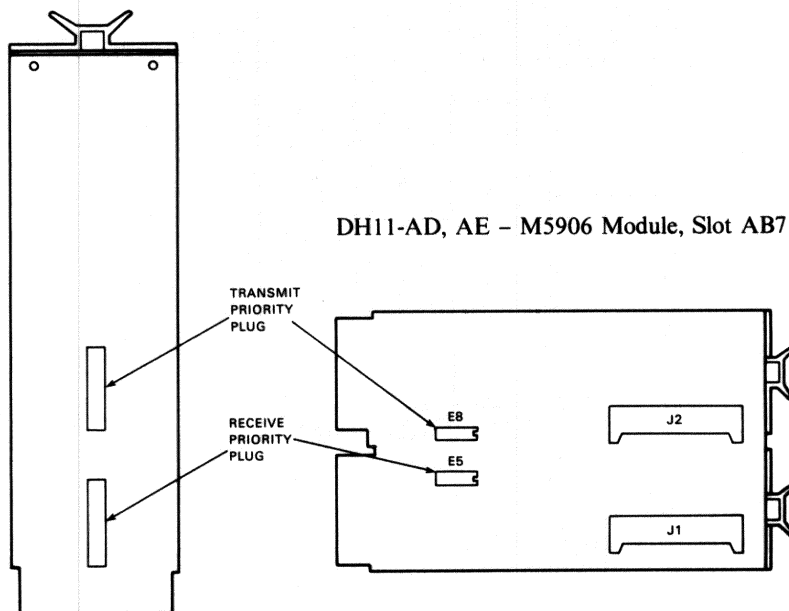 DH11-AD, AE – M5906 Module, Slot AB7
TRANSMIT
PRIORITY
PLUG
RECEIVE
PRIORITY
PLUG
E8
E5
J2
J1